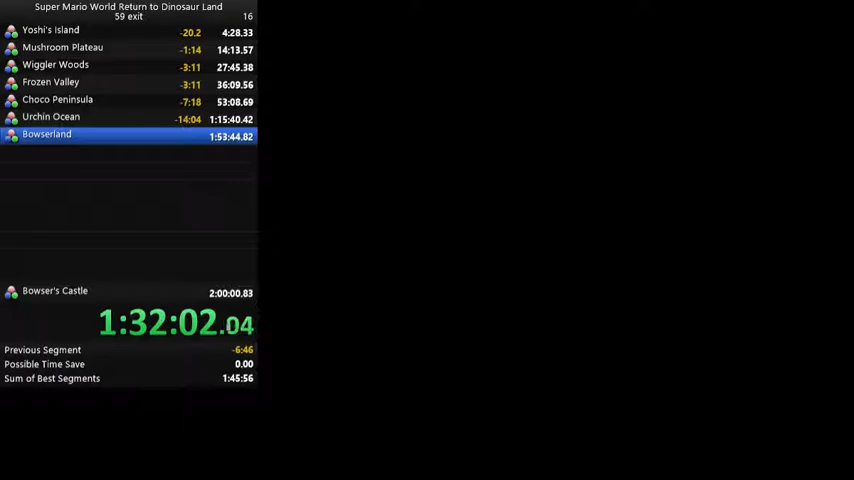 Super Mario World Return to Dinosaur Land
59 exit 16
Yoshi's Island -20.2 4:28.33
Mushroom Plateau -1:14 14:13.57
Wiggler Woods -3:11 27:45.38
Frozen Valley -3:11 36:09.56
Choco Peninsula -7:18 53:08.69
Urchin Ocean -14:04 1:15:40.42
Bowserland 1:53:44.82
Bowser's Castle 2:00:00.83
1:32:02.04
Previous Segment -6:46
Possible Time Save 0.00
Sum of Best Segments 1:45:56